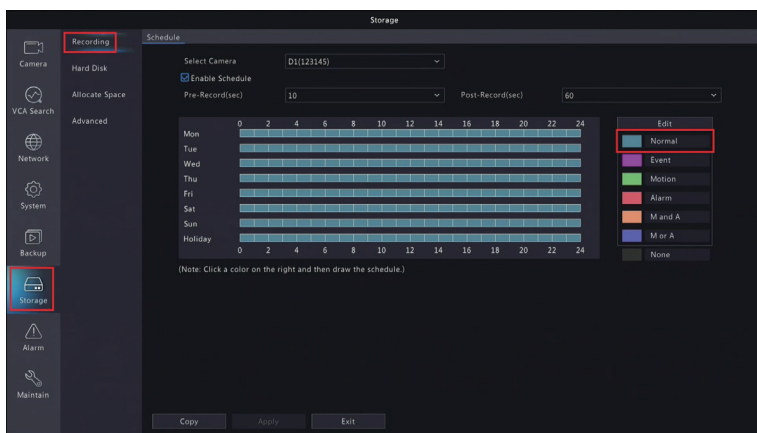 Storage
Camera
VCA Search
Network
System
Backup
Storage
Alarm
Maintain
Recording
Hard Disk
Allocate Space
Advanced
Schedule
Select Camera D1(123145)
Enable Schedule
Pre-Record(sec) 10 Post-Record(sec) 60
0 2 4 6 8 10 12 14 16 18 20 22 24
Mon
Tue
Wed
Thu
Fri
Sat
Sun
Holiday
0 2 4 6 8 10 12 14 16 18 20 22 24
Edit
Normal
Event
Motion
Alarm
M and A
M or A
None
(Note: Click a color on the right and then draw the schedule.)
Copy Apply Exit